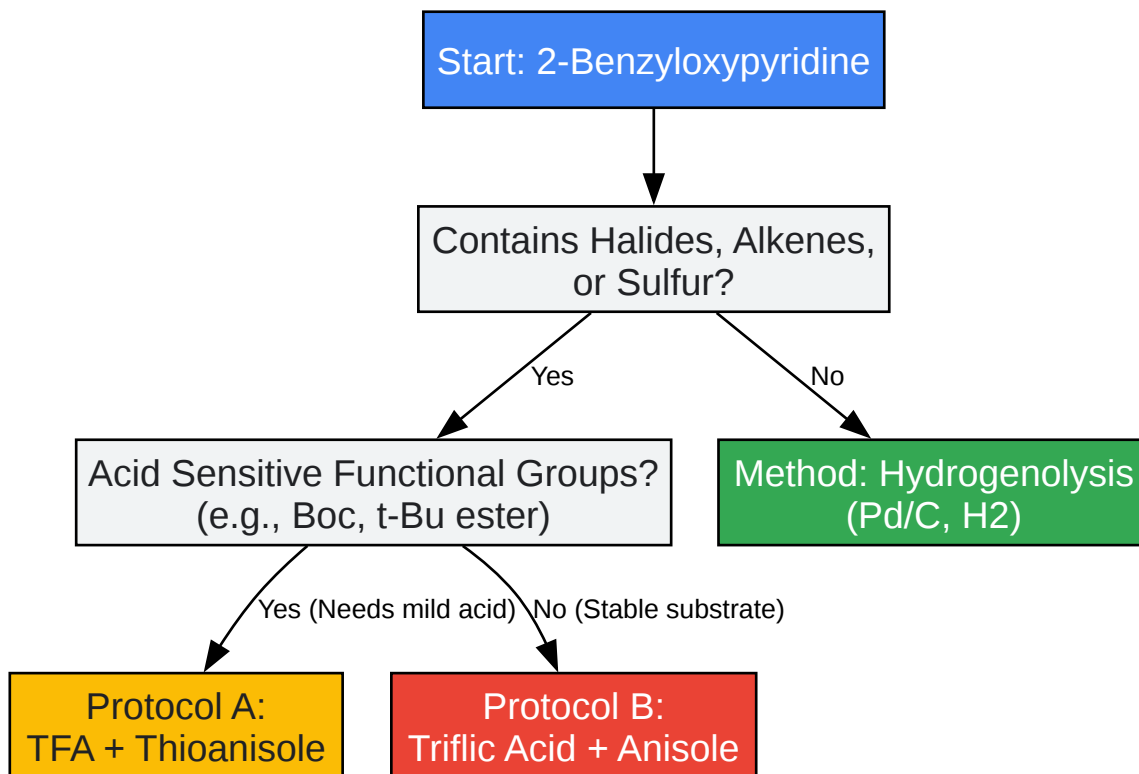 Start: 2-Benzyloxypyridine
Contains Halides, Alkenes,
or Sulfur?
Yes
No
Acid Sensitive Functional Groups?
(e.g., Boc, t-Bu ester)
Method: Hydrogenolysis
(Pd/C, H2)
Yes (Needs mild acid)
No (Stable substrate)
Protocol A:
TFA + Thioanisole
Protocol B:
Triflic Acid + Anisole